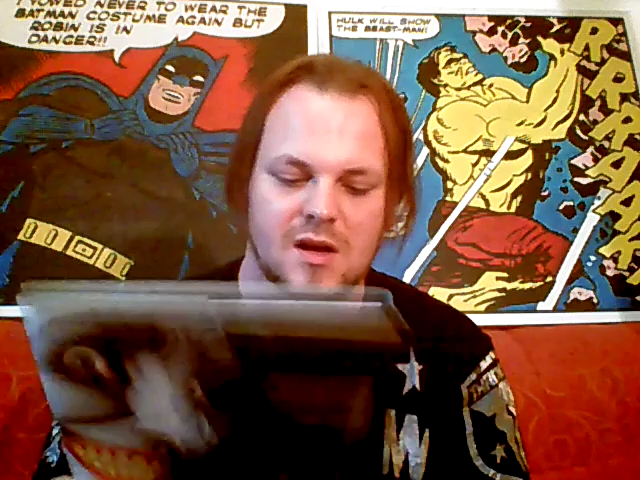 I VOWED NEVER TO WEAR THE
BATMAN COSTUME AGAIN BUT
ROBIN IS IN
DANGER!!
HULK WILL SHOW
THE BEAST-MAN!